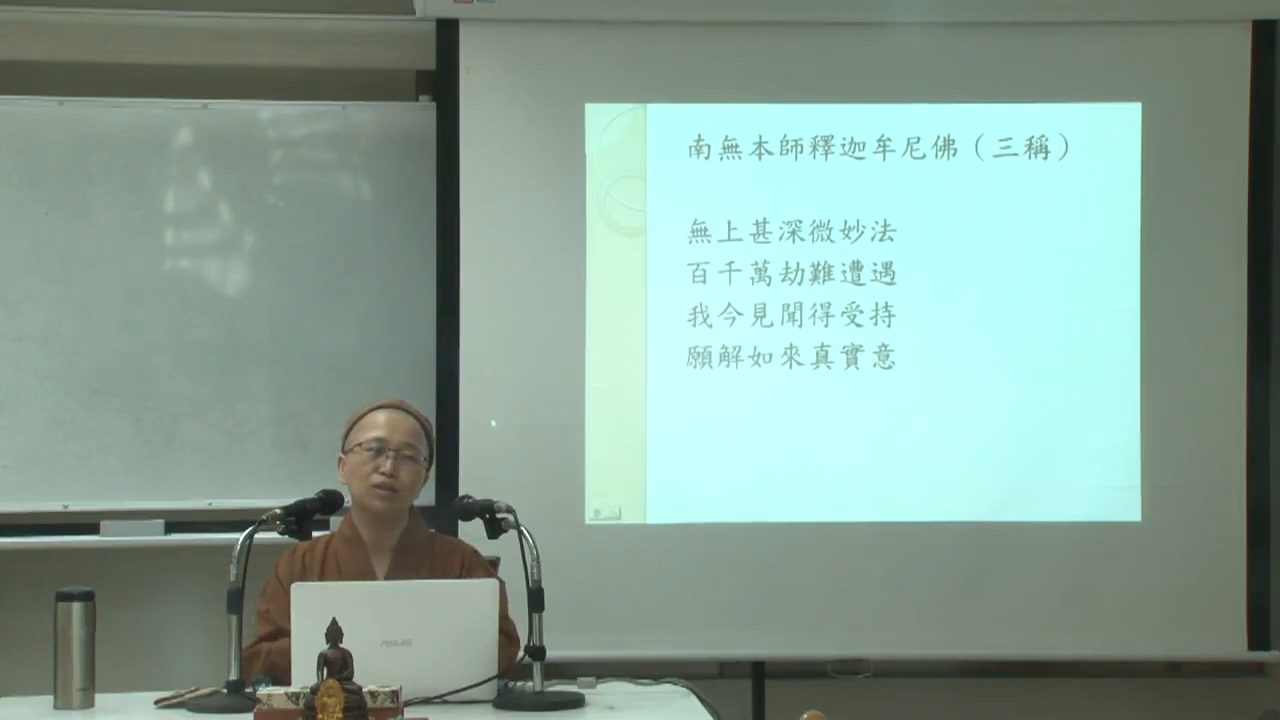 南無本師釋迦牟尼佛（三稱）
無上甚深微妙法
百千萬劫難遭遇
我今見聞得受持
願解如來真實意
ASUS